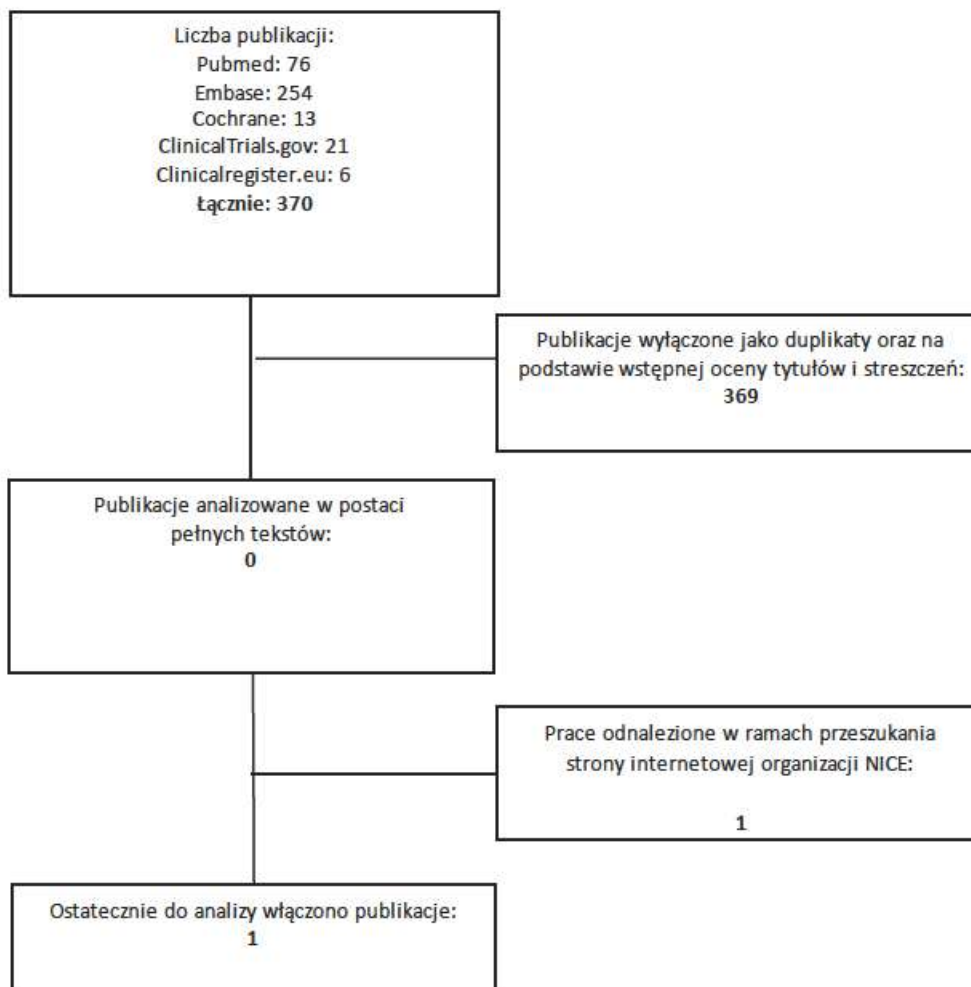 Liczba publikacji:
Pubmed: 76
Embase: 254
Cochrane: 13
ClinicalTrials.gov: 21
Clinicalregister.eu: 6
Łącznie: 370
Publikacje wyłączone jako duplikaty oraz na
podstawie wstępnej oceny tytułów i streszczeń:
369
Publikacje analizowane w postaci
pełnych tekstów:
0
Prace odnalezione w ramach przeszukania
strony internetowej organizacji NICE:
1
Ostatecznie do analizy włączono publikacje:
1